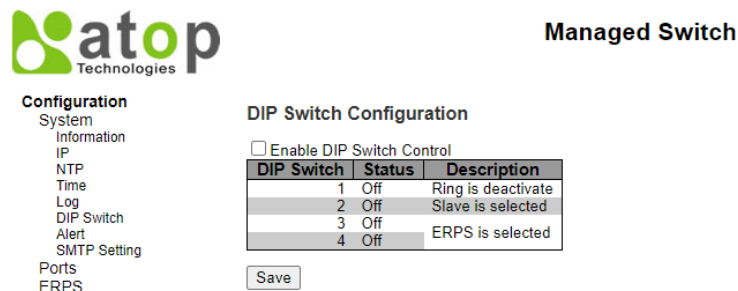 atop
Technologies
Managed Switch
Configuration
System
Information
IP
NTP
Time
Log
DIP Switch
Alert
SMTP Setting
Ports
ERPS
DIP Switch Configuration
Enable DIP Switch Control
DIP Switch Status Description
1 Off Ring is deactivate
2 Off Slave is selected
3 Off ERPS is selected
4 Off
Save